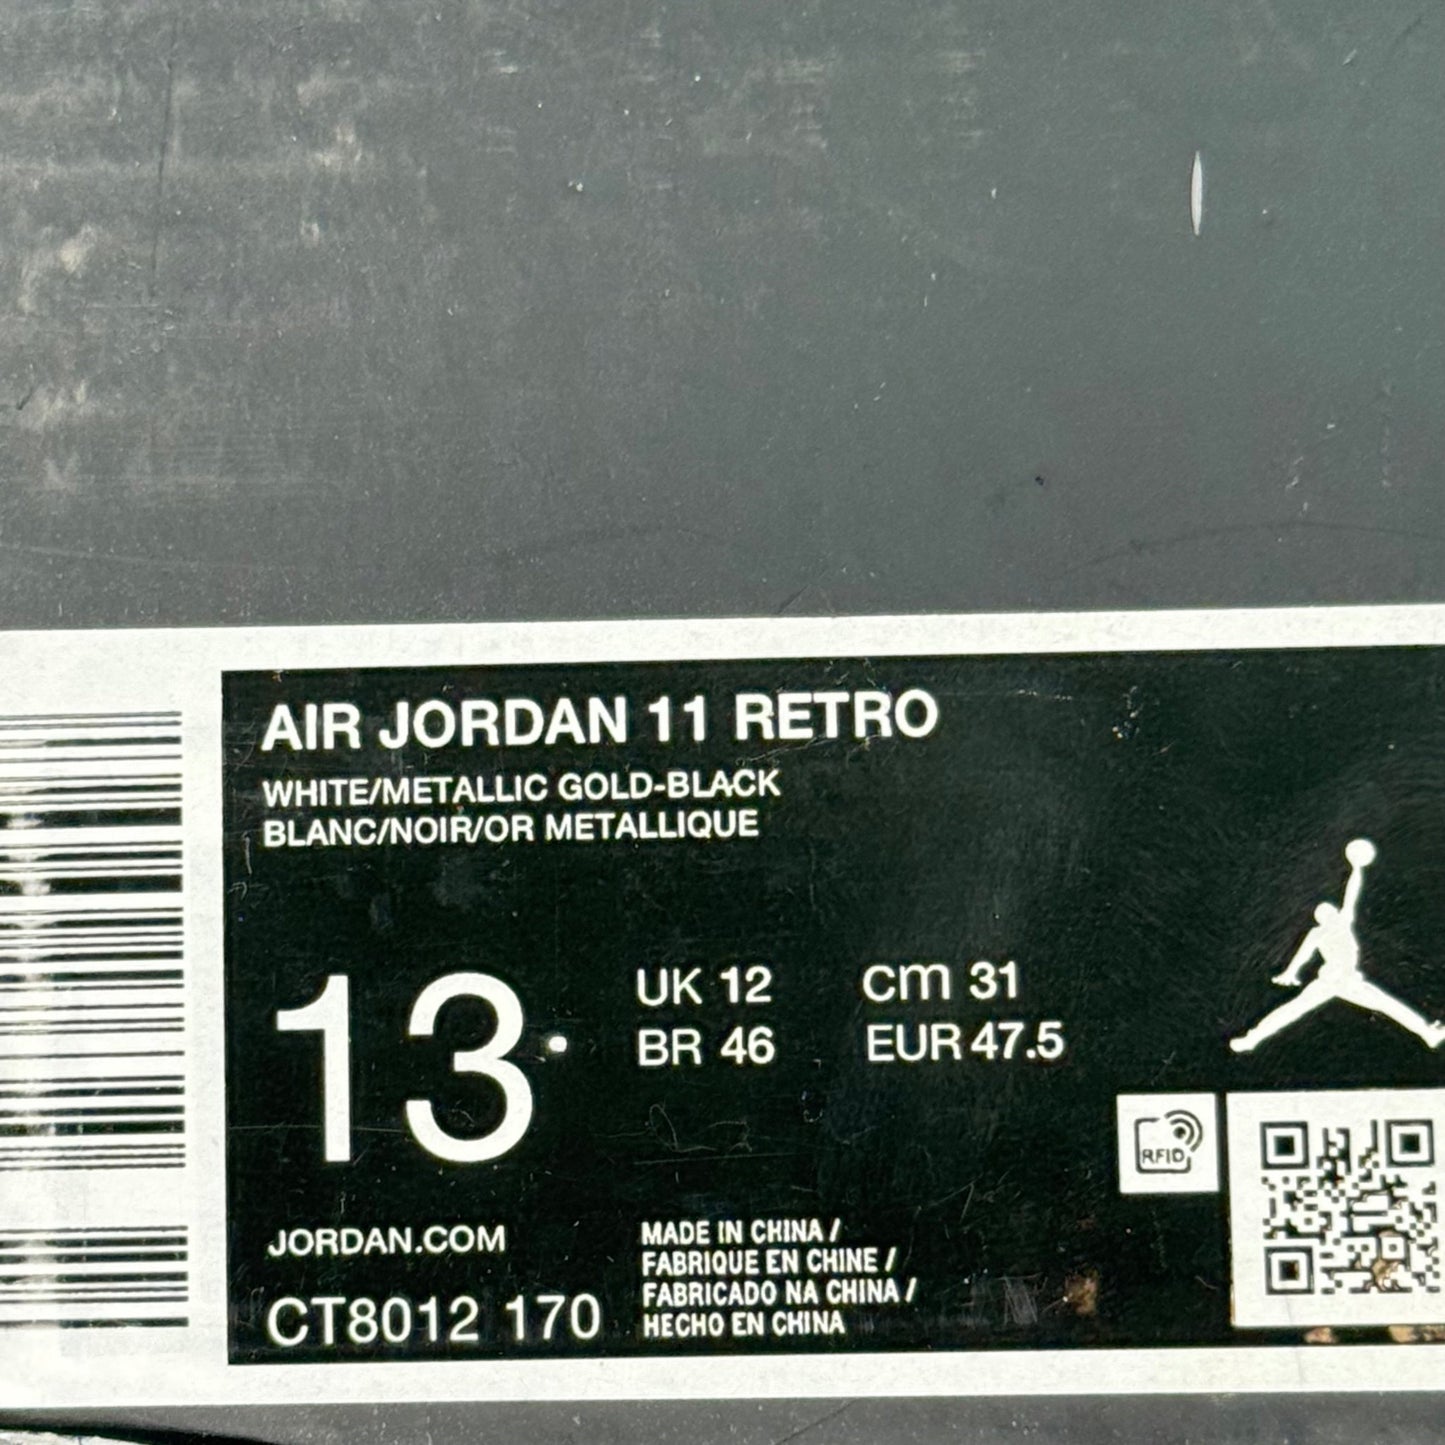 AIR JORDAN 11 RETRO
WHITE/METALLIC GOLD-BLACK
BLANC/NOIR/OR METALLIQUE
13
UK 12 cm 31
BR 46 EUR 47.5
RFID
JORDAN.COM
CT8012 170
MADE IN CHINA /
FABRIQUE EN CHINE /
FABRICADO NA CHINA /
HECHO EN CHINA